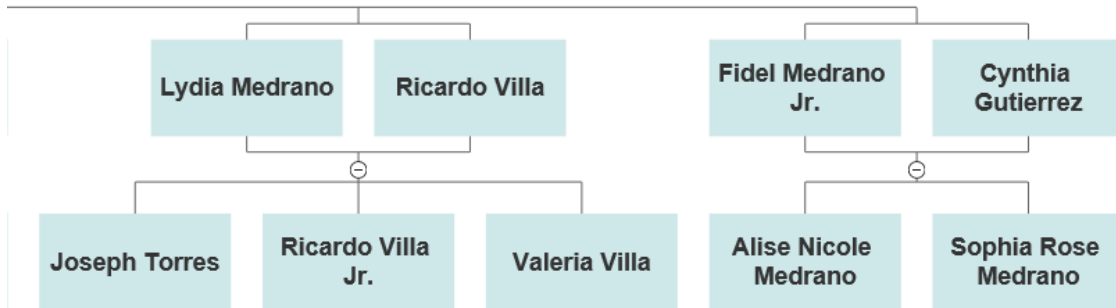 Lydia Medrano
Ricardo Villa
Fidel Medrano
Jr.
Cynthia
Gutierrez
Joseph Torres
Ricardo Villa
Jr.
Valeria Villa
Alise Nicole
Medrano
Sophia Rose
Medrano